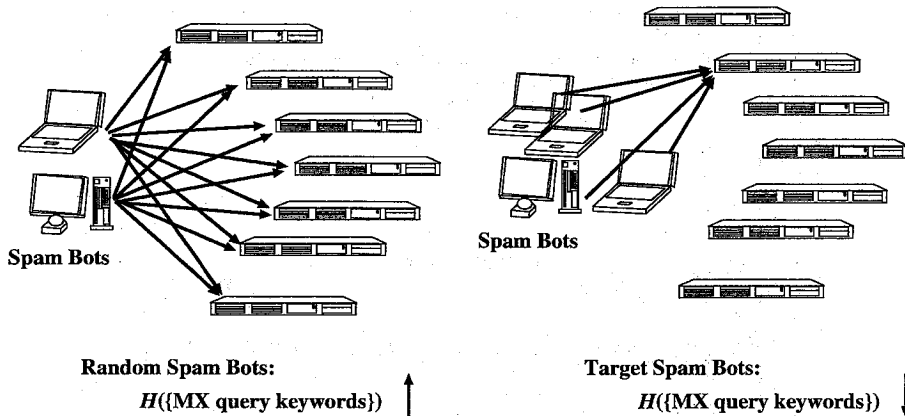 Spam Bots
Spam Bots
Random Spam Bots:
H({MX query keywords})
Target Spam Bots:
H({MX query keywords})